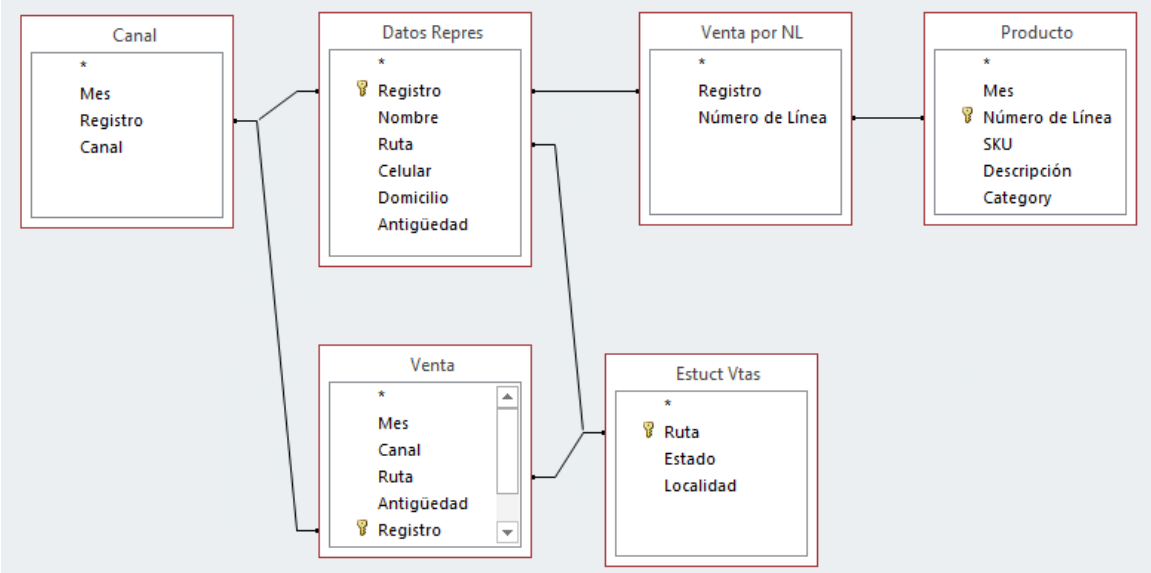 Canal
*
Mes
Registro
Canal
Datos Repres
*
Registro
Nombre
Ruta
Celular
Domicilio
Antigüedad
Venta por NL
*
Registro
Número de Línea
Producto
*
Mes
Número de Línea
SKU
Descripción
Category
Venta
*
Mes
Canal
Ruta
Antigüedad
Registro
Estuct Vtas
*
Ruta
Estado
Localidad